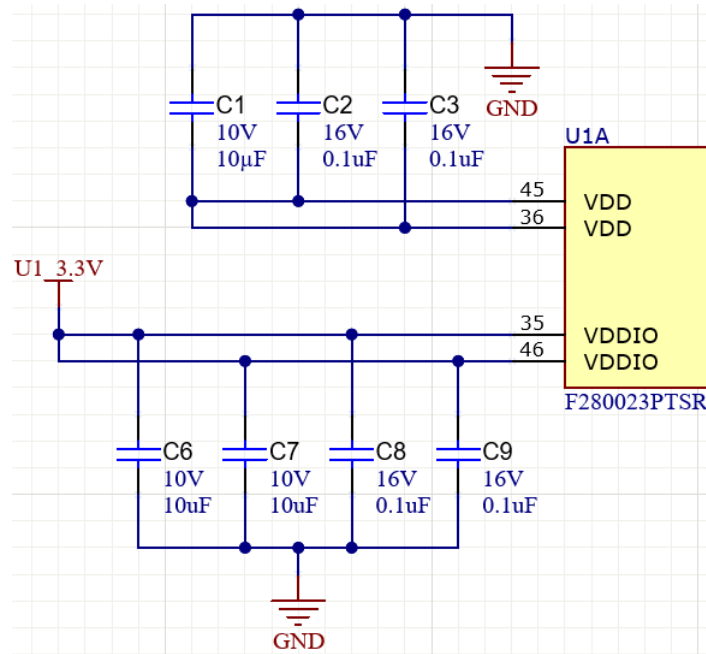 C1
10V
10µF
C2
16V
0.1uF
C3
16V
0.1uF
GND
U1A
45
VDD
36
VDD
U1 3.3V
35
VDDIO
46
VDDIO
F280023PTSR
C6
10V
10uF
C7
10V
10uF
C8
16V
0.1uF
C9
16V
0.1uF
GND